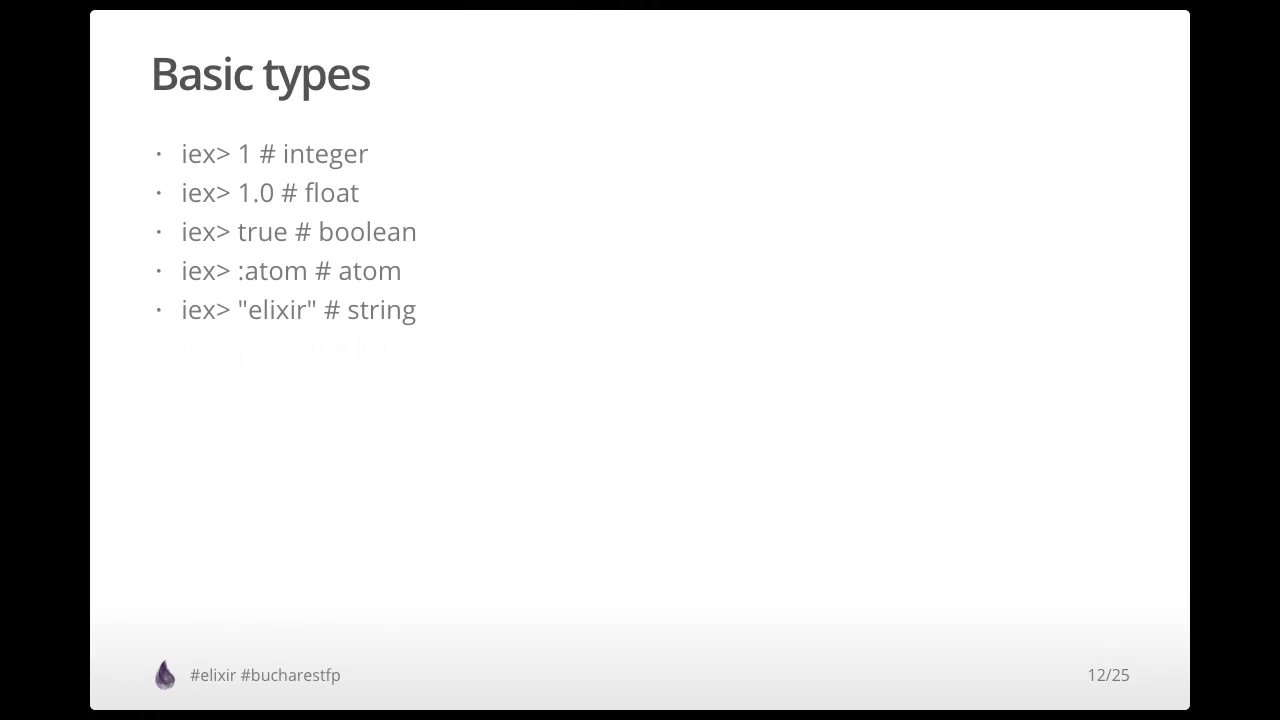 Basic types
· iex> 1 # integer
· iex> 1.0 # float
· iex> true # boolean
· iex> :atom # atom
· iex> "elixir" # string
#elixir #bucharestfp
12/25